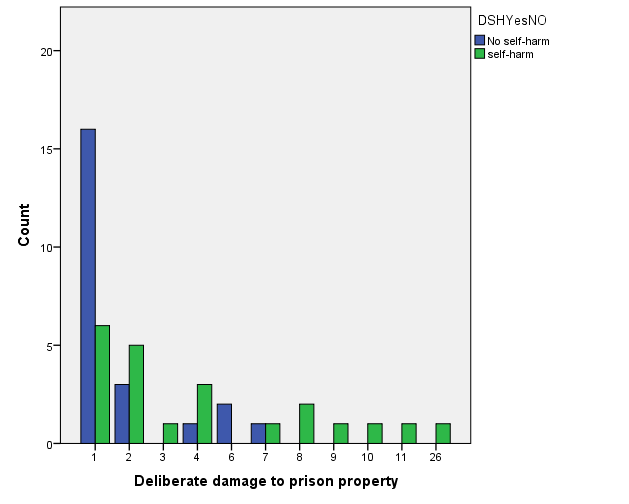 DSHYesNO
No self-harm
self-harm
20
15
10
5
0
Count
1 2 3 4 6 7 8 9 10 11 26
Deliberate damage to prison property